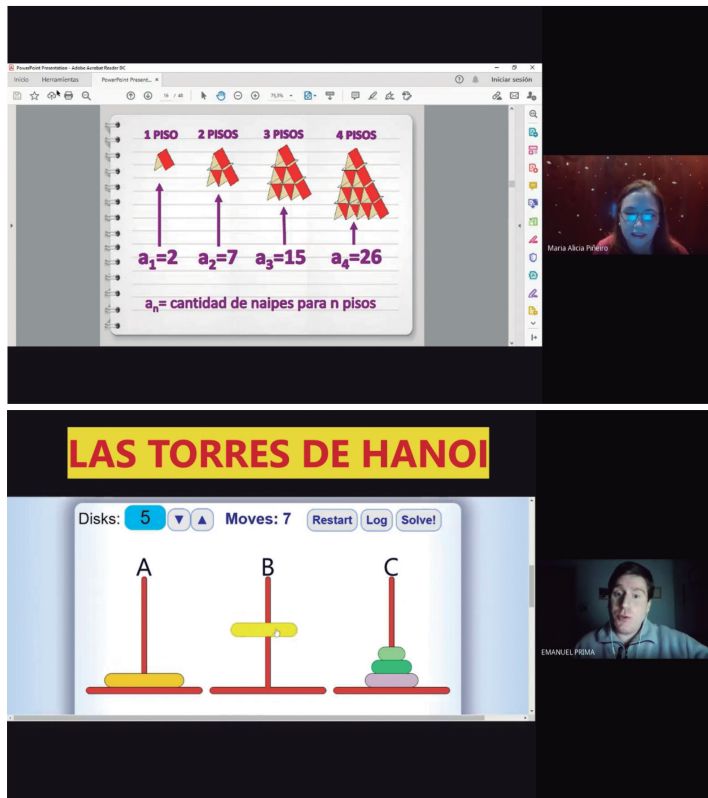 PowerPoint Presentation - Adobe Acrobat Reader DC
Inicio Herramientas PowerPoint Present... ×
Iniciar sesión
16 / 40 75,3%
1 PISO 2 PISOS 3 PISOS 4 PISOS
a1=2 a2=7 a3=15 a4=26
an= cantidad de naipes para n pisos
Maria Alicia Piñeiro
LAS TORRES DE HANOI
Disks: 5 Moves: 7 Restart Log Solve!
A B C
EMANUEL PRIMA